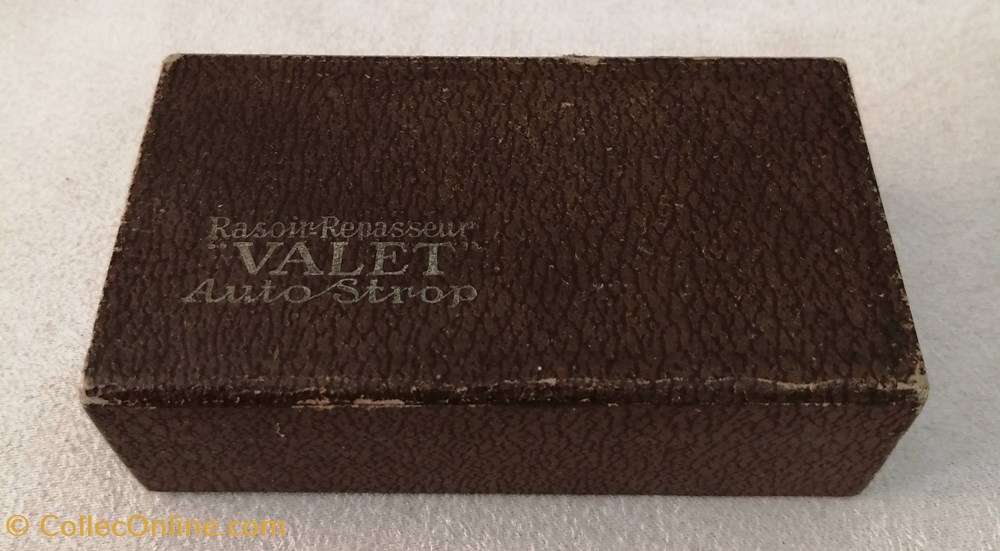 Rasoir-Repasseur
"VALET"
Auto Strop
© CollecOnline.com